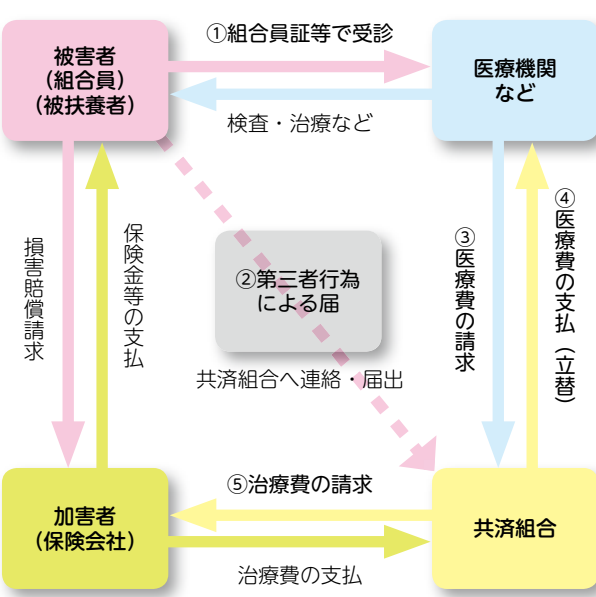 ①組合員証等で受診
被害者
（組合員）
（被扶養者）
医療機関
など
検査・治療など
損害賠償請求
保険金等の支払
②第三者行為
による届
共済組合へ連絡・届出
③医療費の請求
④医療費の支払（立替）
⑤治療費の請求
加害者
（保険会社）
共済組合
治療費の支払